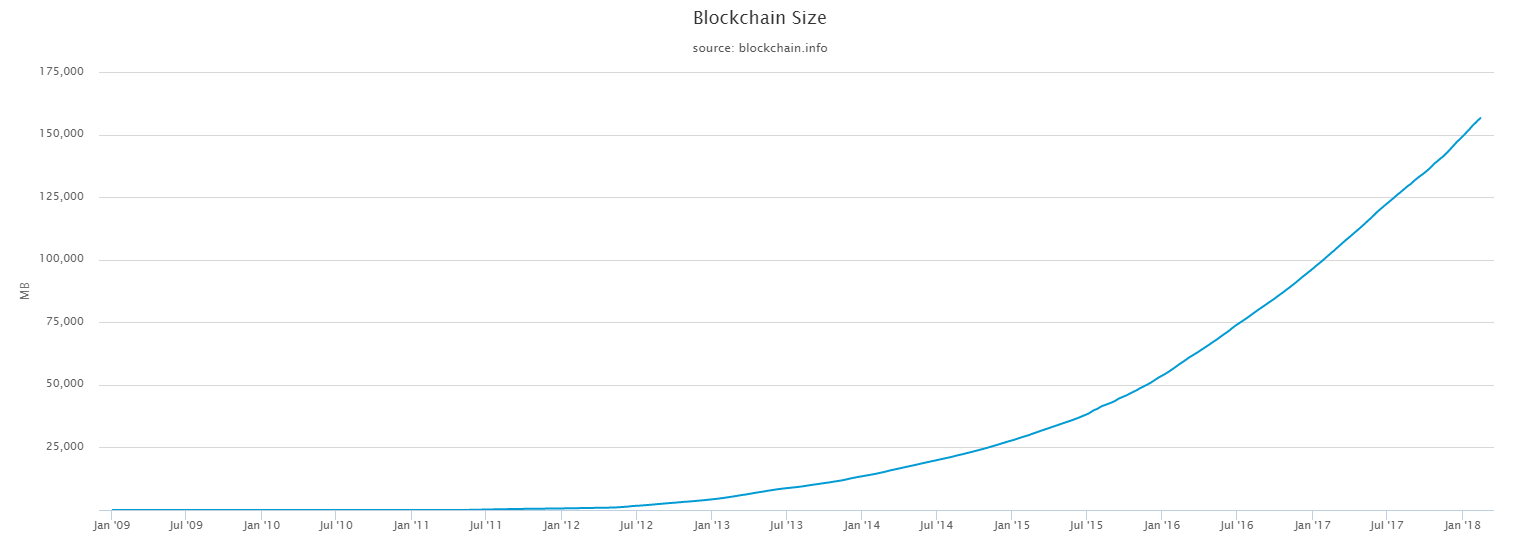 Blockchain Size
source: blockchain.info
175,000
150,000
125,000
100,000
MB
75,000
50,000
25,000
Jan '09 Jul '09 Jan '10 Jul '10 Jan '11 Jul '11 Jan '12 Jul '12 Jan '13 Jul '13 Jan '14 Jul '14 Jan '15 Jul '15 Jan '16 Jul '16 Jan '17 Jul '17 Jan '18